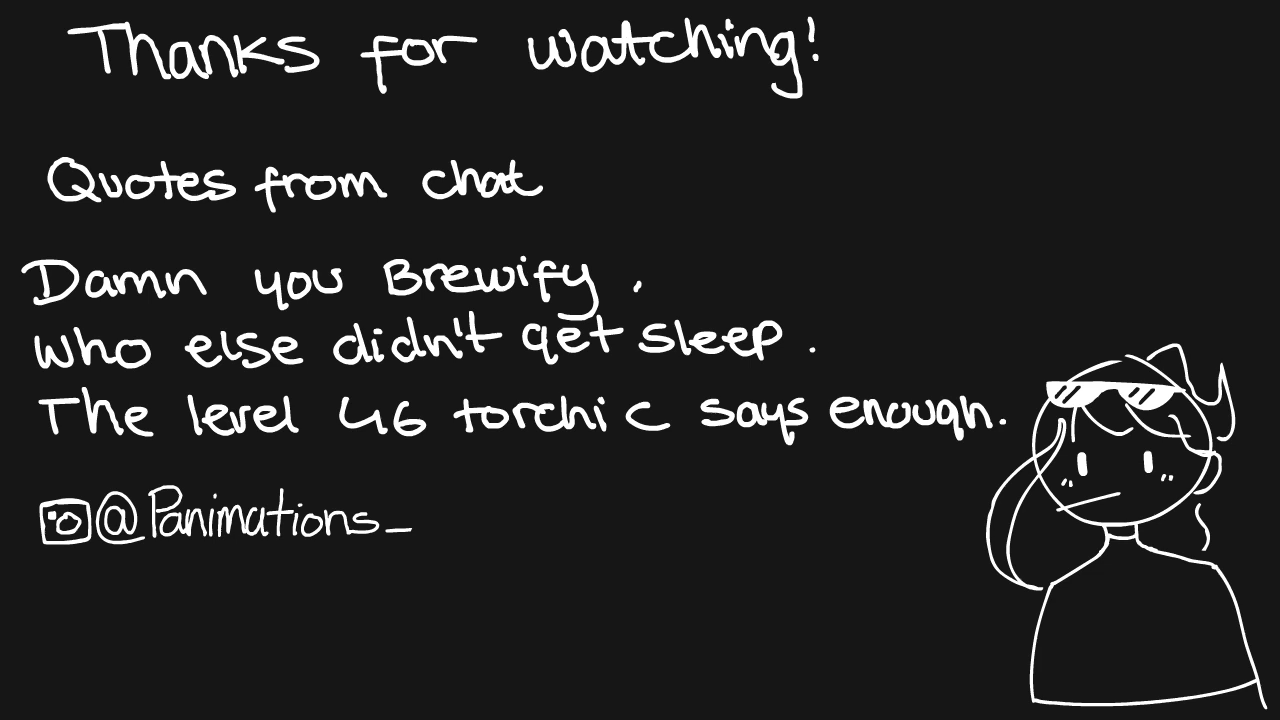 Thanks for watching!
Quotes from chat
Damn you Brewify.
Who else didn't get sleep.
The level 46 torchic says enough.
@Panimations_